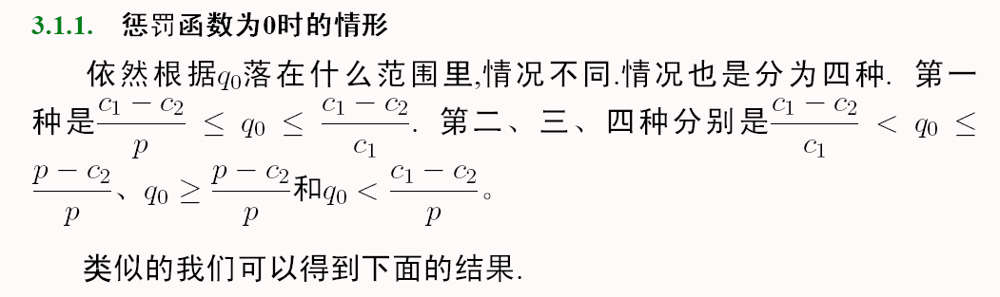 3.1.1. 惩罚函数为0时的情形
依然根据$q_0$落在什么范围里,情况不同.情况也是分为四种. 第一
种是$\frac{c_1-c_2}{p} \leq q_0 \leq \frac{c_1-c_2}{c_1}$. 第二、三、四种分别是$\frac{c_1-c_2}{c_1} < q_0 \leq$
$\frac{p-c_2}{p}$、$q_0 \geq \frac{p-c_2}{p}$和$q_0 < \frac{c_1-c_2}{p}$。
类似的我们可以得到下面的结果.